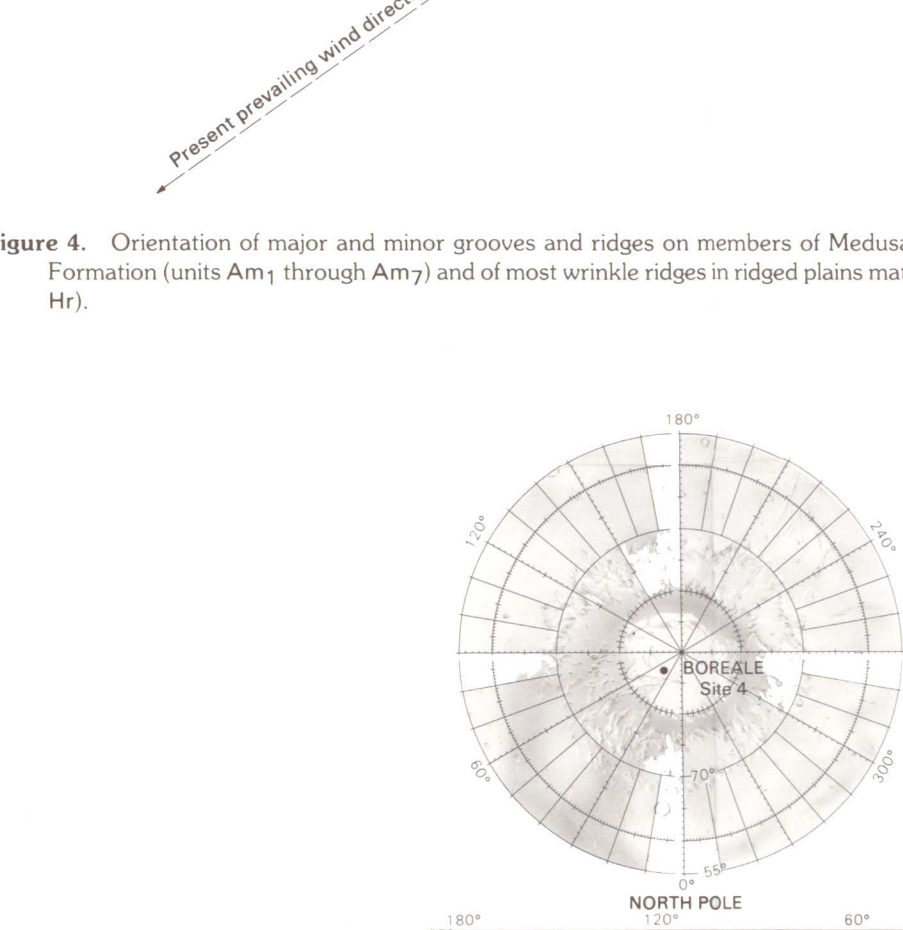 Present prevailing wind direct
igure 4. Orientation of major and minor grooves and ridges on members of Medusa
Formation (units Am1 through Am7) and of most wrinkle ridges in ridged plains mat
Hr).
180°
120°
240°
BOREALE
Site 4
60°
300°
70°
55°
0°
NORTH POLE
180°
120°
60°